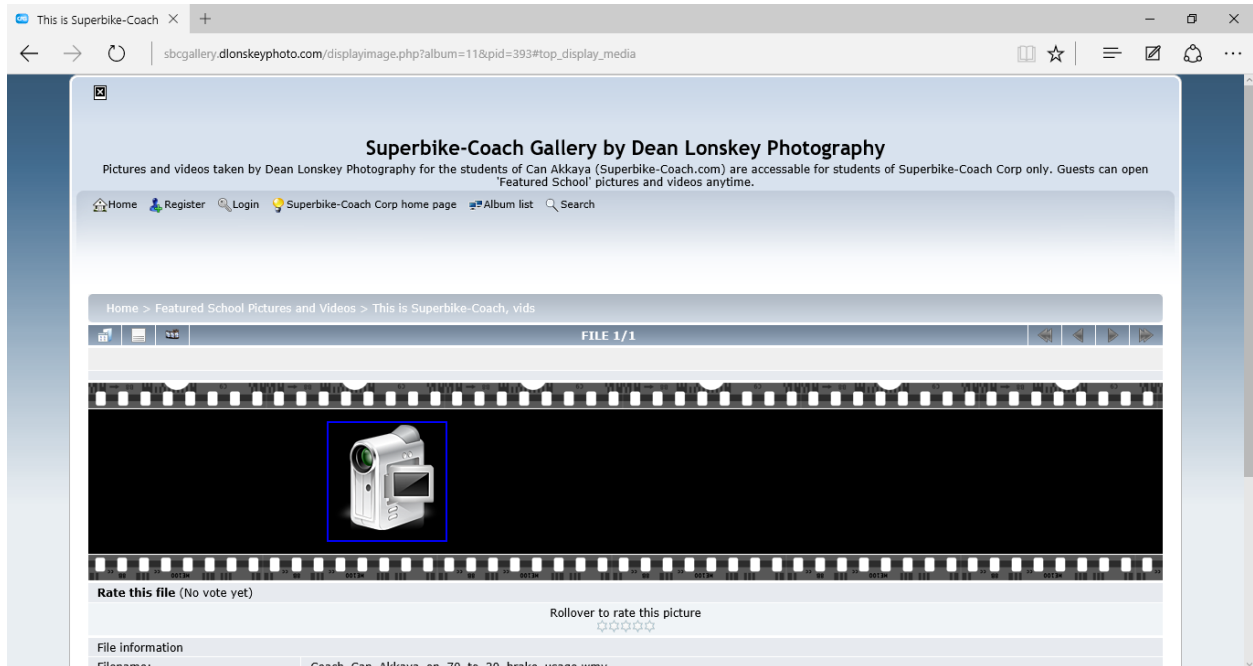 This is Superbike-Coach
sbcgallery.dlonskeyphoto.com/displayimage.php?album=11&pid=393#top_display_media
Superbike-Coach Gallery by Dean Lonskey Photography
Pictures and videos taken by Dean Lonskey Photography for the students of Can Akkaya (Superbike-Coach.com) are accessable for students of Superbike-Coach Corp only. Guests can open
'Featured School' pictures and videos anytime.
Home Register Login Superbike-Coach Corp home page Album list Search
Home > Featured School Pictures and Videos > This is Superbike-Coach, vids
FILE 1/1
Rate this file (No vote yet)
Rollover to rate this picture
File information
Filename: Coach_Can_Akkaya_on_70_to_30_brake_usage.wmv